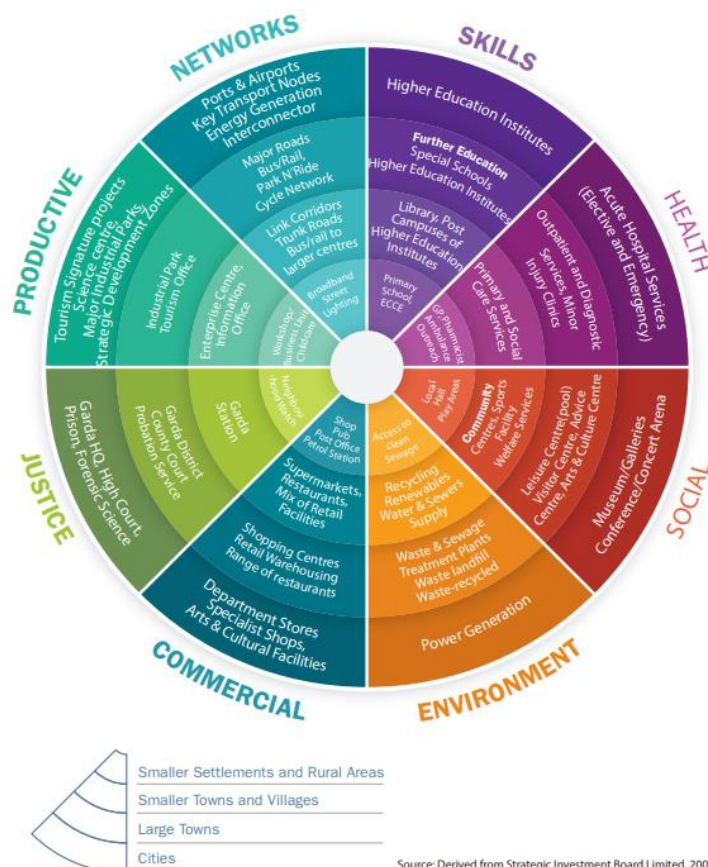 NETWORKS
Ports & Airports
Key Transport Nodes
Energy Generation
Interconnector
Major Roads
Bus/Rail,
Park N'Ride
Cycle Network
Link Corridors
Trunk Roads
Bus/rail to
larger centres
Broadband
Street
Lighting
SKILLS
Higher Education Institutes
Further Education
Special Schools
Higher Education Institutes
Library, Post
Campuses of
Higher Education
Institutes
Primary
School,
ECCE
HEALTH
Acute Hospital Services
(Elective and Emergency)
Outpatient and Diagnostic
Services; Minor
Injury Clinics
Primary and Social
Care Services
GP Pharmacist
Ambulance
Outreach
SOCIAL
Museum/Galleries
Conference/Concert Arena
Leisure Centre(pool)
Visitor Centre, Advice
Centre, Arts & Culture Centre
Community
Centres, Sports
Facility
Welfare Services
Local
Hall
Play Areas
ENVIRONMENT
Access to
clean
Sewage
Recycling
Renewables
Water & Sewers
Supply
Waste & Sewage
Treatment Plants
Waste landfill
Waste-recycled
Power Generation
COMMERCIAL
Shop
Pub
Post Office
Petrol Station
Supermarkets,
Restaurants,
Mix of Retail
Facilities
Shopping Centres
Retail Warehousing
Range of restaurants
Department Stores
Specialist Shops,
Arts & Cultural Facilities
JUSTICE
Garda HQ, High Court,
Prison, Forensic Science
Garda District
County Court
Probation Service
Garda
Station
Neighbou
hood Watch
PRODUCTIVE
Tourism Signature projects
Science centre,
Major Industrial Parks,
Strategic Development Zones
Industrial Park
Tourism Office
Enterprise Centre,
Information
Office
Workshop/
Business Unit
Childcare
Smaller Settlements and Rural Areas
Smaller Towns and Villages
Large Towns
Cities
Source: Derived from Strategic Investment Board Limited, 200